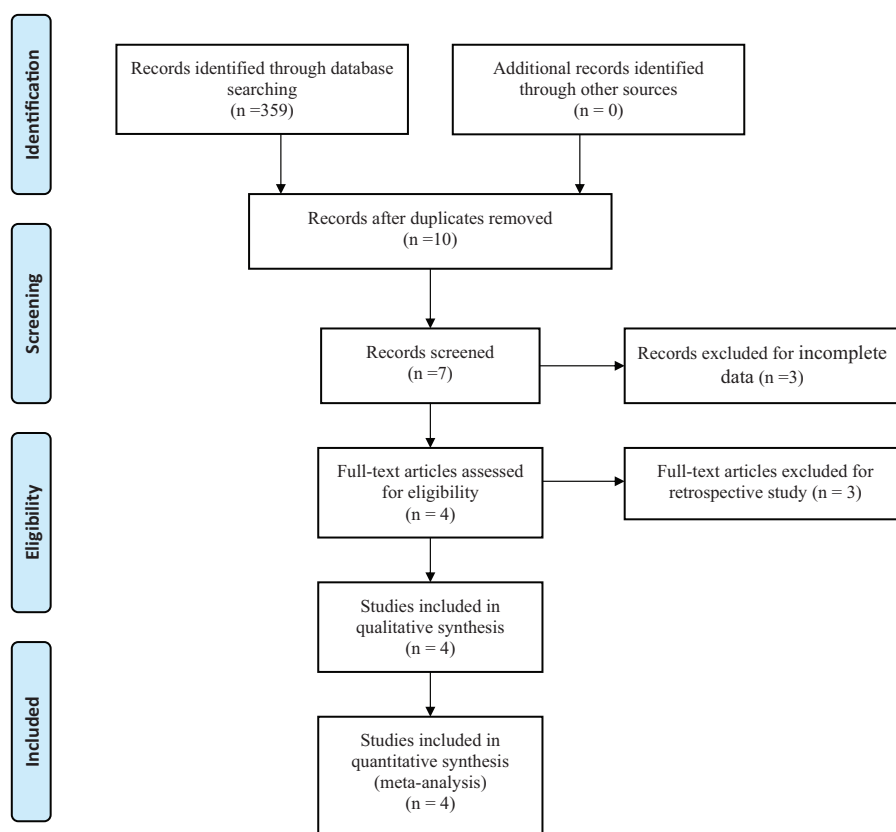 Identification
Records identified through database
searching
(n =359)
Additional records identified
through other sources
(n = 0)
Records after duplicates removed
(n =10)
Screening
Records screened
(n =7)
Records excluded for incomplete
data (n =3)
Eligibility
Full-text articles assessed
for eligibility
(n = 4)
Full-text articles excluded for
retrospective study (n = 3)
Studies included in
qualitative synthesis
(n = 4)
Included
Studies included in
quantitative synthesis
(meta-analysis)
(n = 4)